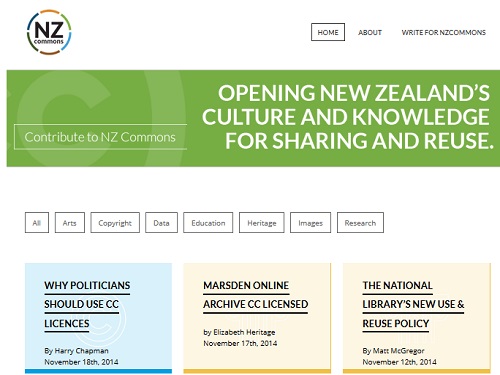 NZ
commons
HOME ABOUT WRITE FOR NZCOMMONS
OPENING NEW ZEALAND'S
CULTURE AND KNOWLEDGE
FOR SHARING AND REUSE.
Contribute to NZ Commons
All Arts Copyright Data Education Heritage Images Research
WHY POLITICIANS
SHOULD USE CC
LICENCES
By Harry Chapman
November 18th, 2014
MARSDEN ONLINE
ARCHIVE CC LICENSED
by Elizabeth Heritage
November 17th, 2014
THE NATIONAL
LIBRARY'S NEW USE &
REUSE POLICY
By Matt McGregor
November 12th, 2014